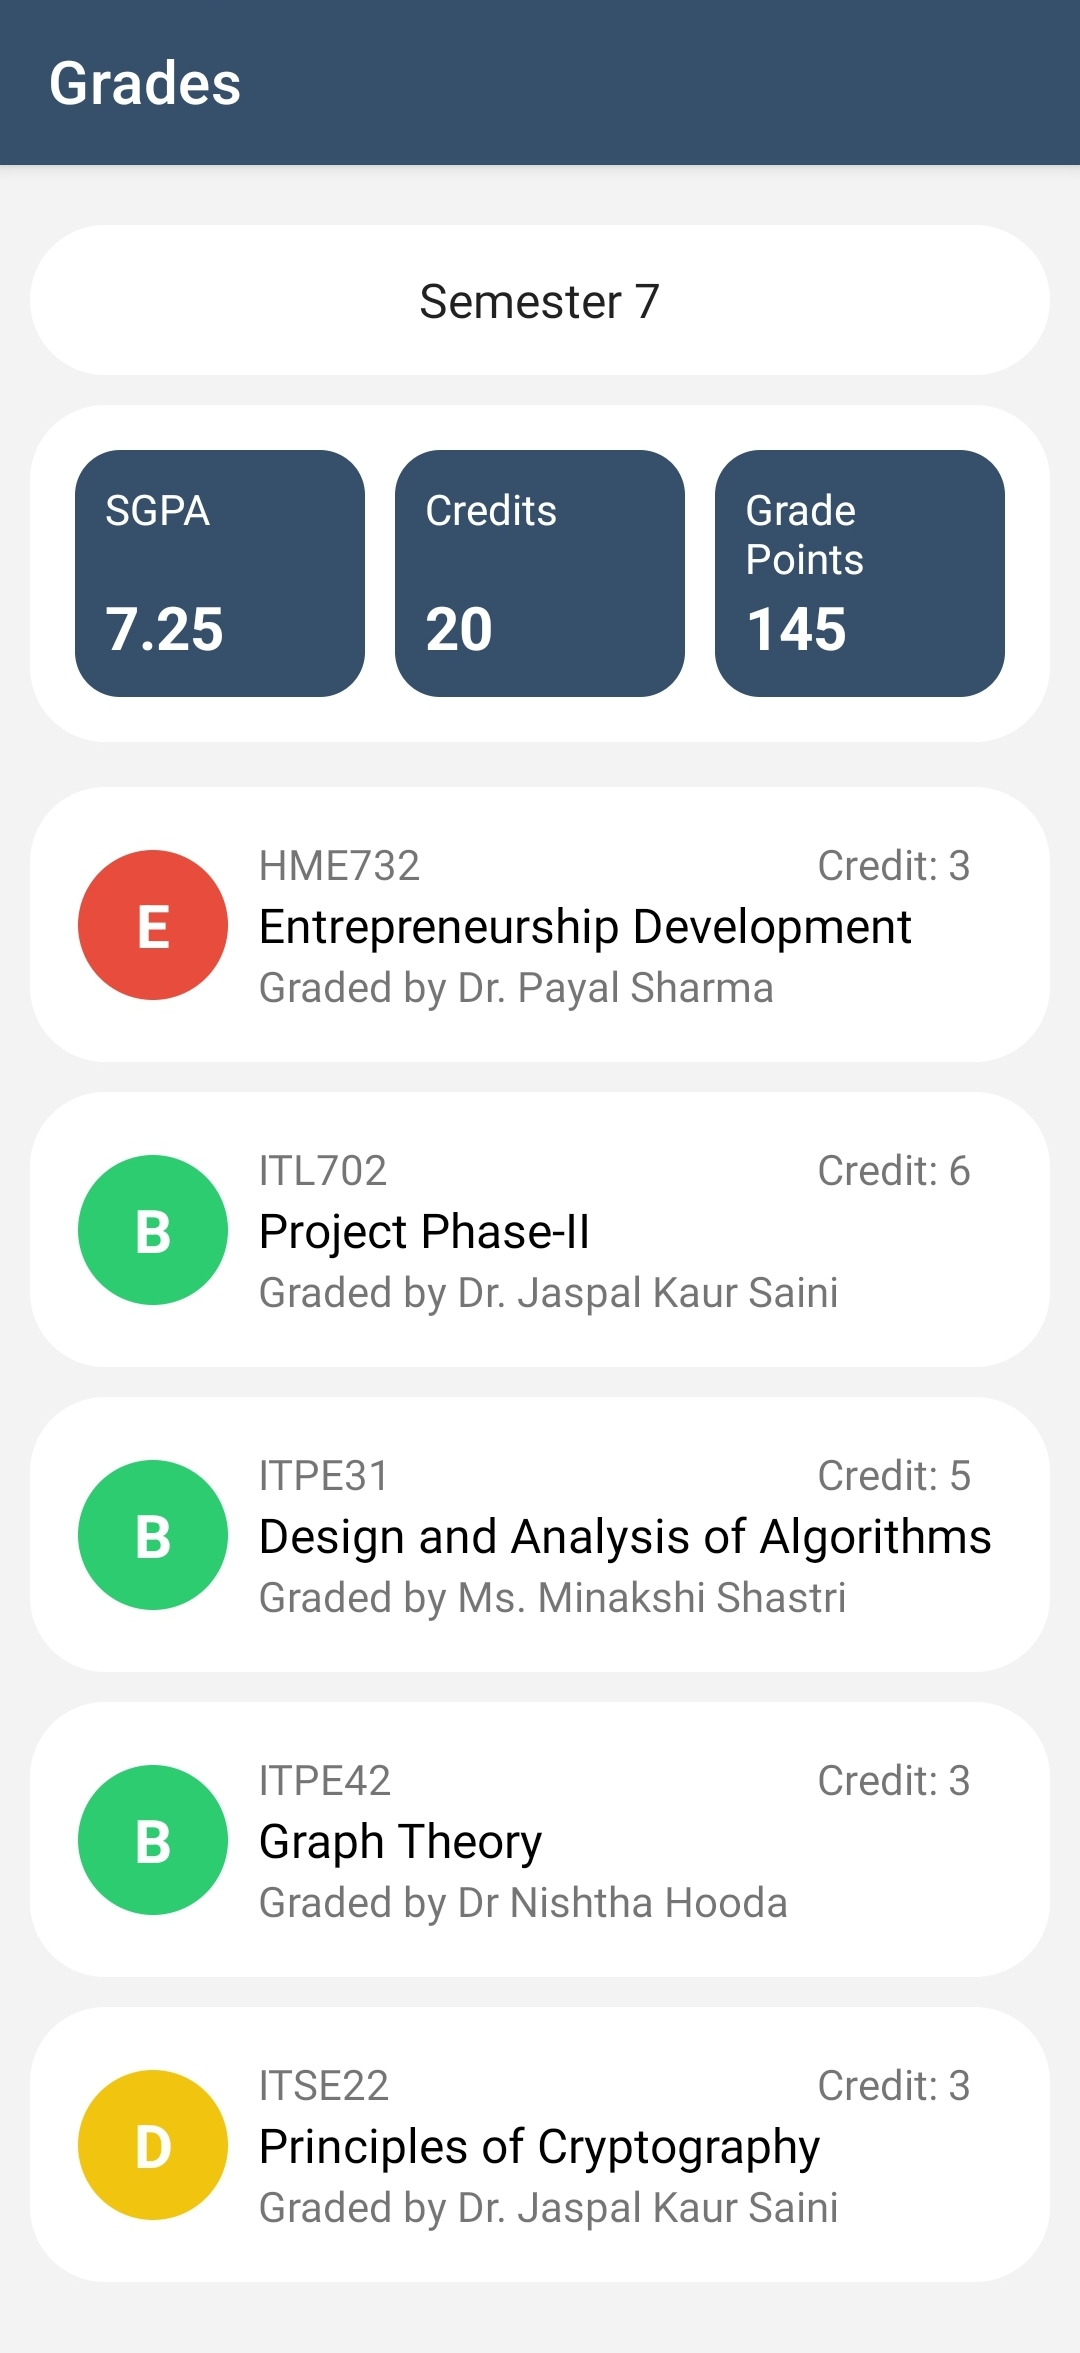 Grades
Semester 7
SGPA
7.25
Credits
20
Grade
Points
145
E
HME732
Credit: 3
Entrepreneurship Development
Graded by Dr. Payal Sharma
B
ITL702
Credit: 6
Project Phase-II
Graded by Dr. Jaspal Kaur Saini
B
ITPE31
Credit: 5
Design and Analysis of Algorithms
Graded by Ms. Minakshi Shastri
B
ITPE42
Credit: 3
Graph Theory
Graded by Dr Nishtha Hooda
D
ITSE22
Credit: 3
Principles of Cryptography
Graded by Dr. Jaspal Kaur Saini